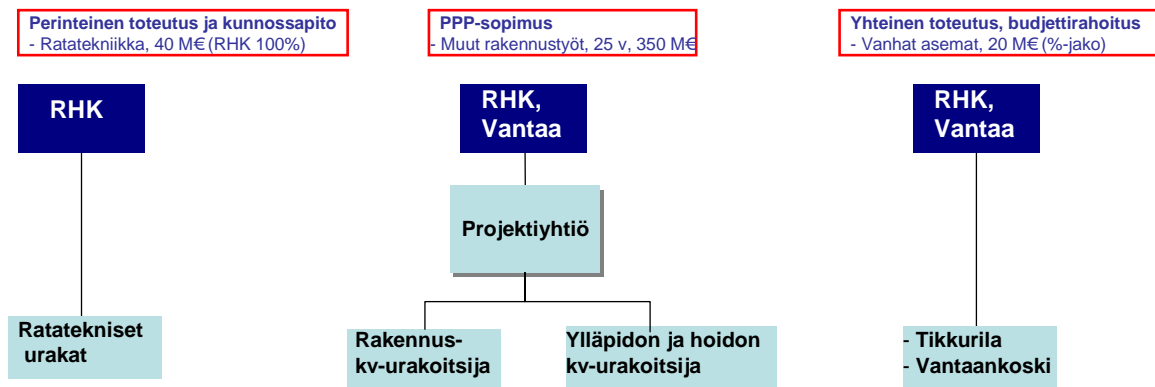 Perinteinen toteutus ja kunnossapito
- Ratatekniikka, 40 M€ (RHK 100%)
PPP-sopimus
- Muut rakennustyöt, 25 v, 350 M€
Yhteinen toteutus, budjettirahoitus
- Vanhat asemat, 20 M€ (%-jako)
RHK
RHK,
Vantaa
RHK,
Vantaa
Projektiyhtiö
Ratatekniset
urakat
Rakennus-
kv-urakoitsija
Ylläpidon ja hoidon
kv-urakoitsija
- Tikkurila
- Vantaankoski